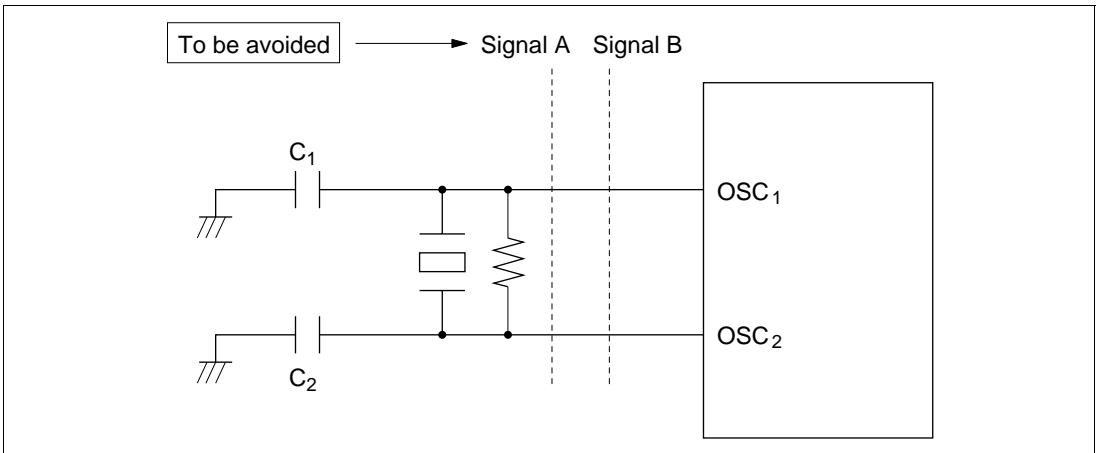 To be avoided
Signal A Signal B
C1
OSC1
OSC2
C2